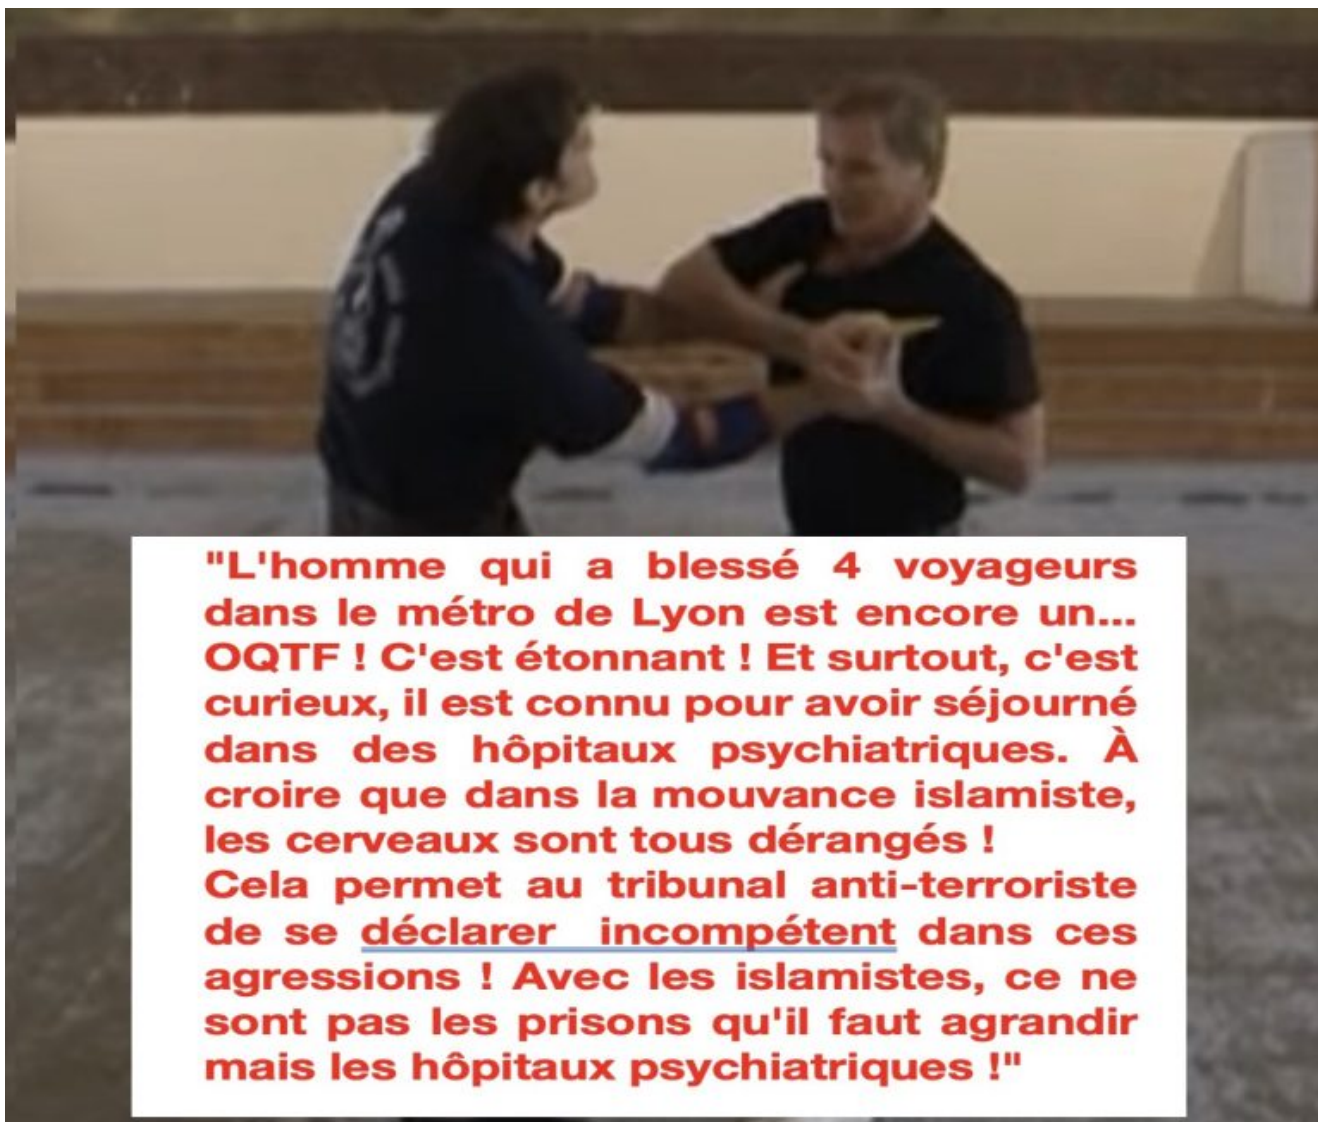 "L'homme qui a blessé 4 voyageurs
dans le métro de Lyon est encore un...
OQTF ! C'est étonnant ! Et surtout, c'est
curieux, il est connu pour avoir séjourné
dans des hôpitaux psychiatriques. À
croire que dans la mouvance islamiste,
les cerveaux sont tous dérangés !
Cela permet au tribunal anti-terroriste
de se déclarer incompétent dans ces
agressions ! Avec les islamistes, ce ne
sont pas les prisons qu'il faut agrandir
mais les hôpitaux psychiatriques !"